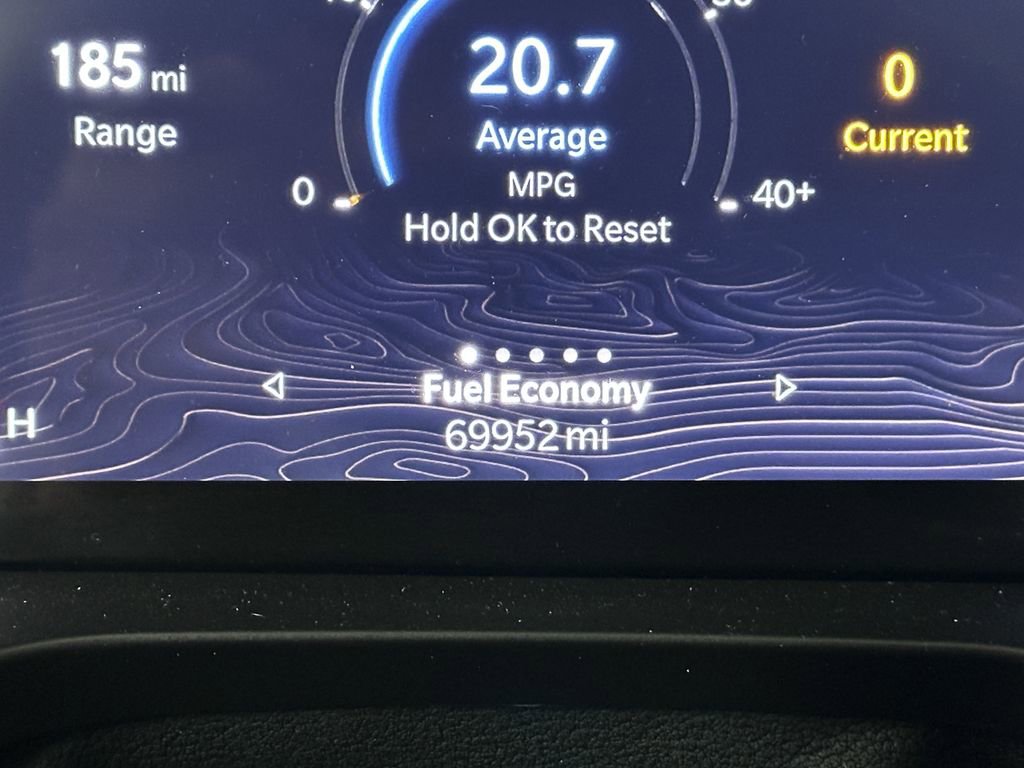 185 mi
Range
20.7
Average
MPG
Hold OK to Reset
0
Current
0
40+
Fuel Economy
69952 mi
H